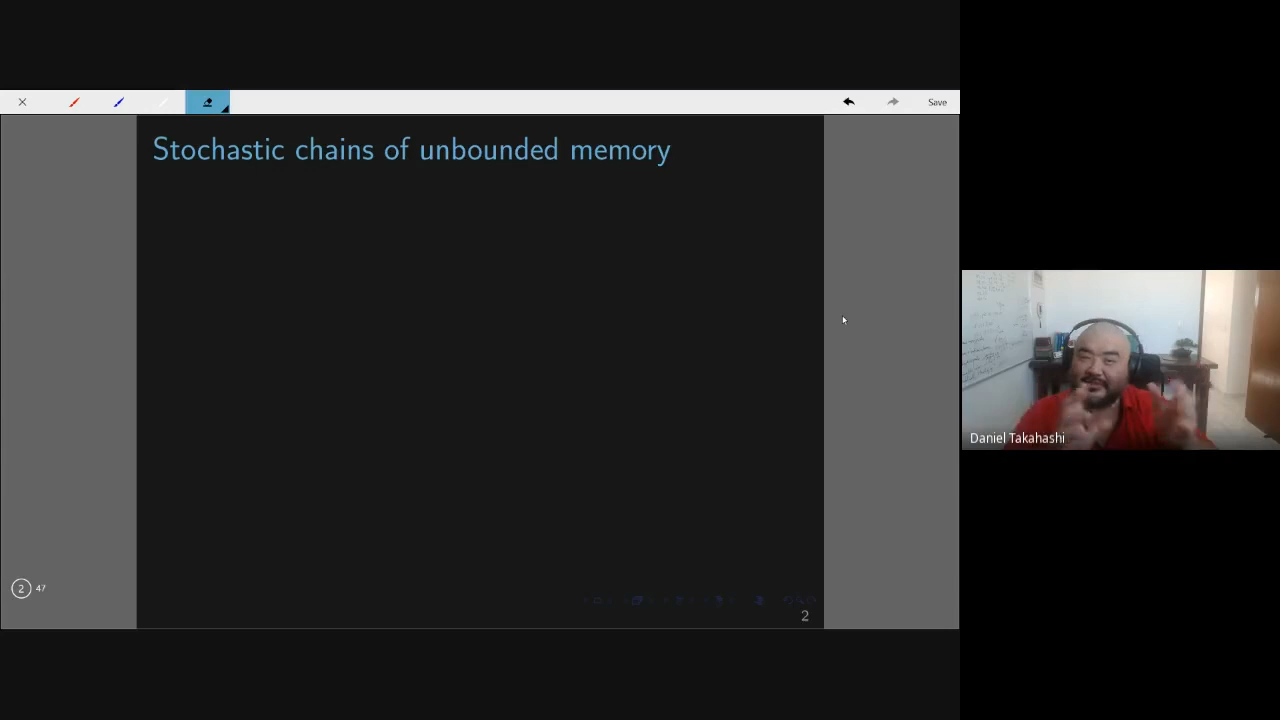 Save
Stochastic chains of unbounded memory
Daniel Takahashi
2 47
2